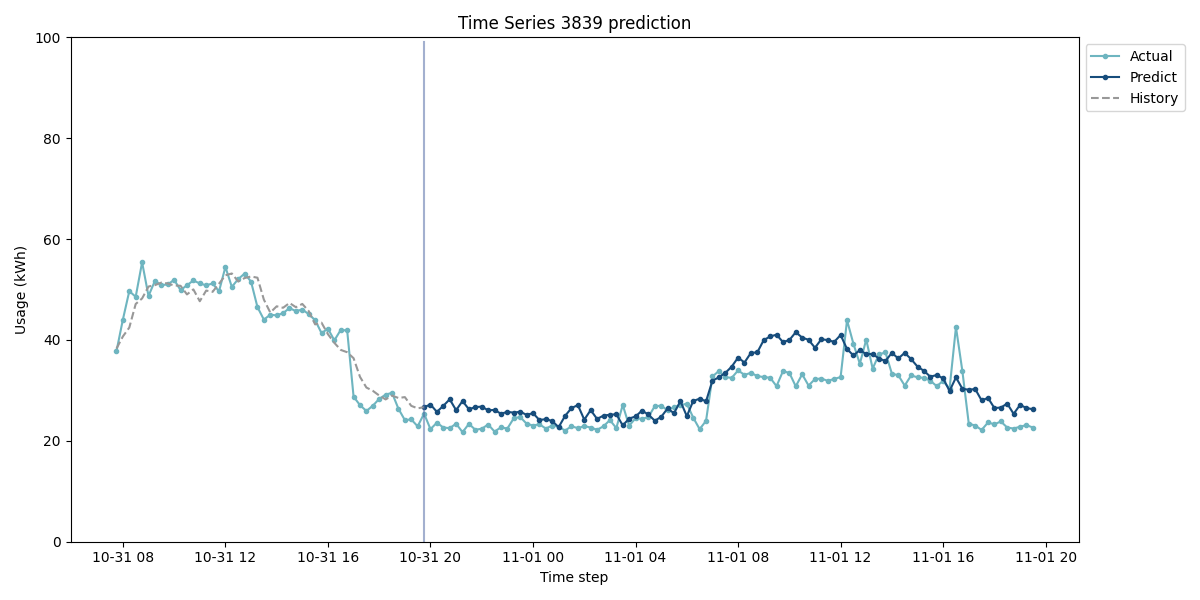 Time Series 3839 prediction
100
80
60
40
20
0
Usage (kWh)
10-31 08
10-31 12
10-31 16
10-31 20
11-01 00
11-01 04
11-01 08
11-01 12
11-01 16
11-01 20
Time step
Actual
Predict
History